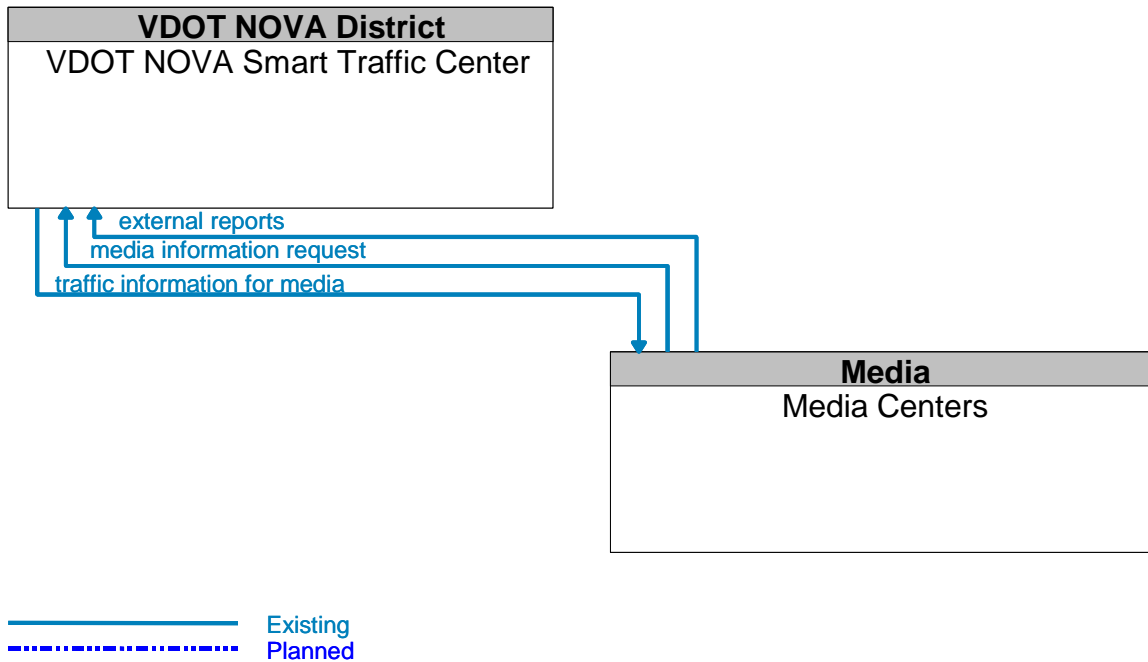 VDOT NOVA District
VDOT NOVA Smart Traffic Center
external reports
media information request
traffic information for media
Media
Media Centers
Existing
Planned